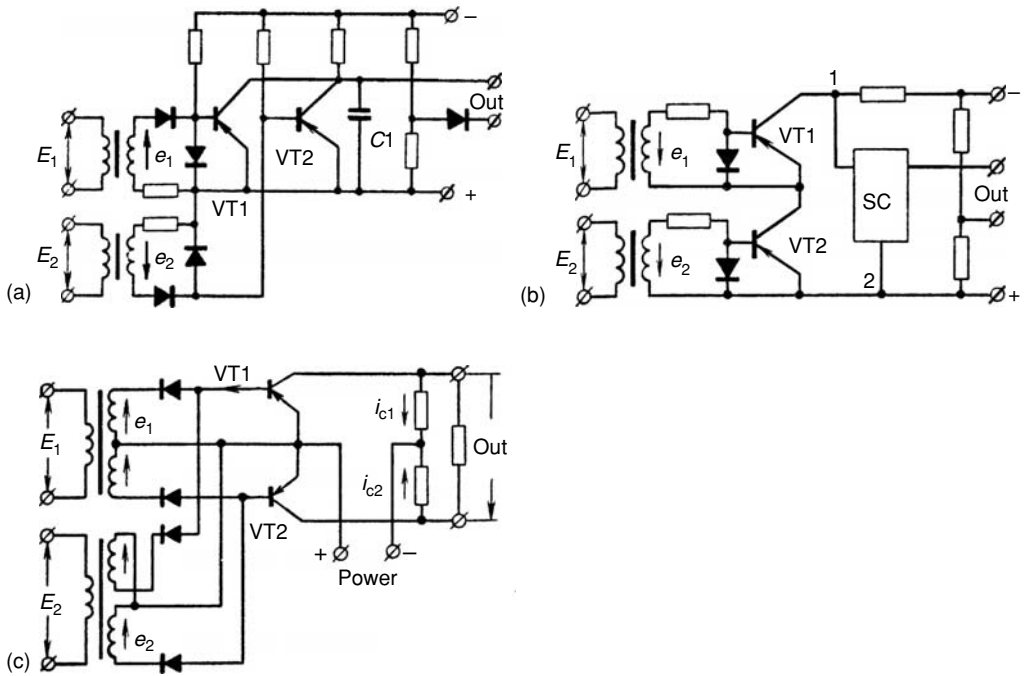 −
Out
E1
e1
C1
VT2
VT1
+
E2
e2
(a)
1
−
E1
e1
VT1
SC
Out
E2
e2
VT2
2
+
(b)
VT1
E1
e1
ic1
Out
ic2
VT2
+
−
Power
E2
e2
(c)